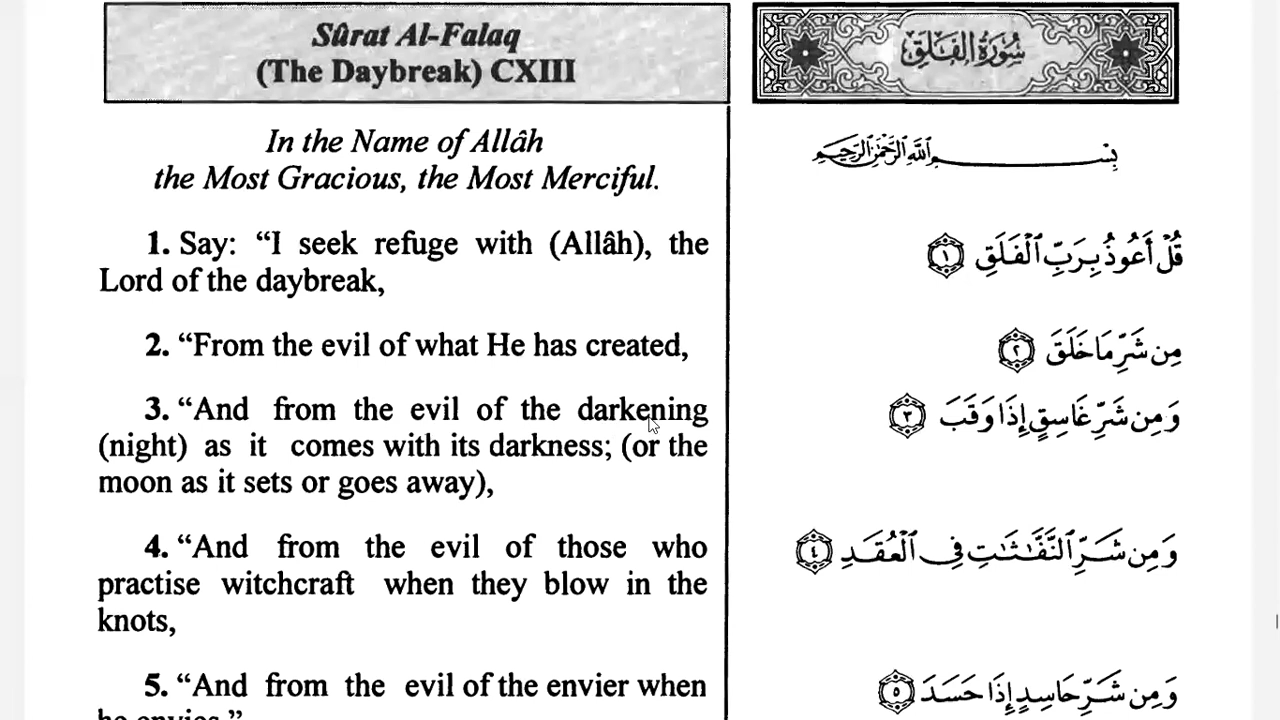 Sûrat Al-Falaq
(The Daybreak) CXIII
In the Name of Allâh
the Most Gracious, the Most Merciful.
1. Say: “I seek refuge with (Allâh), the
Lord of the daybreak,
2. “From the evil of what He has created,
3. “And from the evil of the darkening
(night) as it comes with its darkness; (or the
moon as it sets or goes away),
4. “And from the evil of those who
practise witchcraft when they blow in the
knots,
5. “And from the evil of the envier when
he envies.”
سُورَةُ الفَلَقِ
بِسْمِ اللَّهِ الرَّحْمَٰنِ الرَّحِيمِ
قُلْ أَعُوذُ بِرَبِّ ٱلْفَلَقِ ١
مِن شَرِّ مَا خَلَقَ ٢
وَمِن شَرِّ غَاسِقٍ إِذَا وَقَبَ ٣
وَمِن شَرِّ ٱلنَّفَّٰثَٰتِ فِى ٱلْعُقَدِ ٤
وَمِن شَرِّ حَاسِدٍ إِذَا حَسَدَ ٥